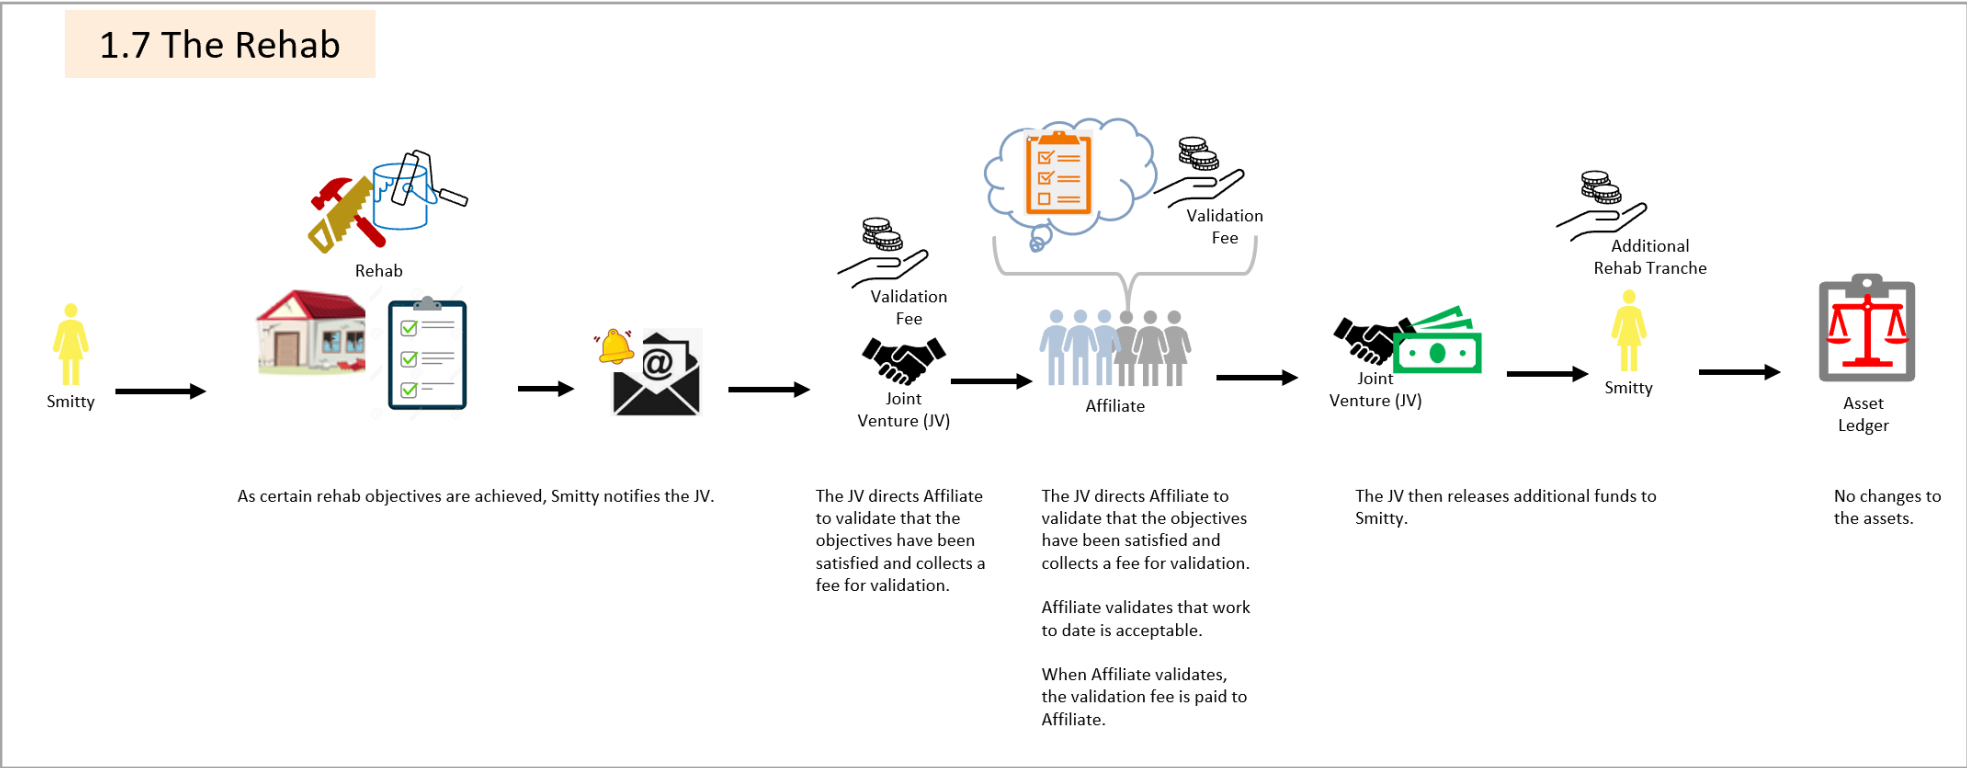 1.7 The Rehab
Rehab
Smitty
@
Validation
Fee
Joint
Venture (JV)
Validation
Fee
Affiliate
Joint
Venture (JV)
Additional
Rehab Tranche
Smitty
Asset
Ledger
As certain rehab objectives are achieved, Smitty notifies the JV.
The JV directs Affiliate
to validate that the
objectives have been
satisfied and collects a
fee for validation.
The JV directs Affiliate to
validate that the objectives
have been satisfied and
collects a fee for validation.
Affiliate validates that work
to date is acceptable.
When Affiliate validates,
the validation fee is paid to
Affiliate.
The JV then releases additional funds to
Smitty.
No changes to
the assets.